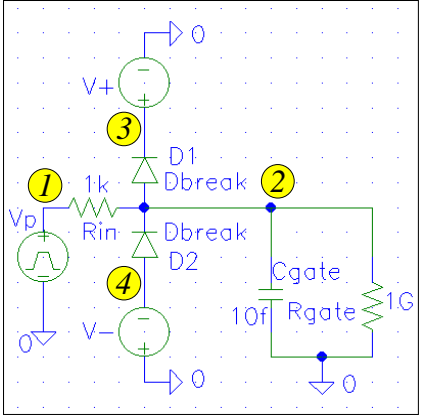 0
V+
3
D1
1
1k
Dbreak
2
Vp
Rin
Dbreak
D2
4
Cgate
10f
Rgate
1G
0
V-
0
0